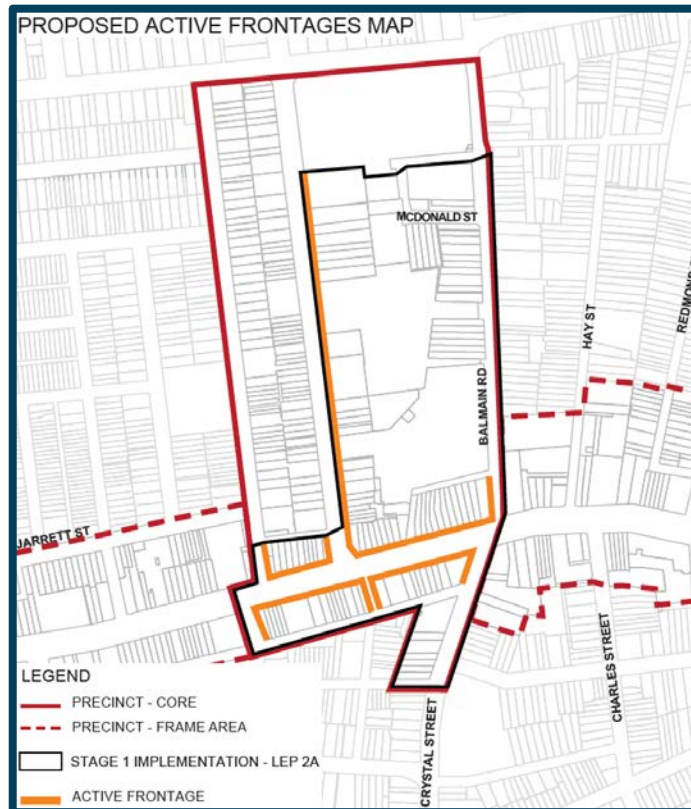 PROPOSED ACTIVE FRONTAGES MAP
MCDONALD ST
HAY ST
BALMAIN RD
JARRETT ST
CHARLES STREET
CRYSTAL STREET
LEGEND
PRECINCT - CORE
PRECINCT - FRAME AREA
STAGE 1 IMPLEMENTATION - LEP 2A
ACTIVE FRONTAGE